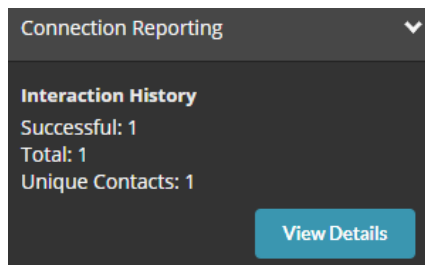 Connection Reporting
Interaction History
Successful: 1
Total: 1
Unique Contacts: 1
View Details